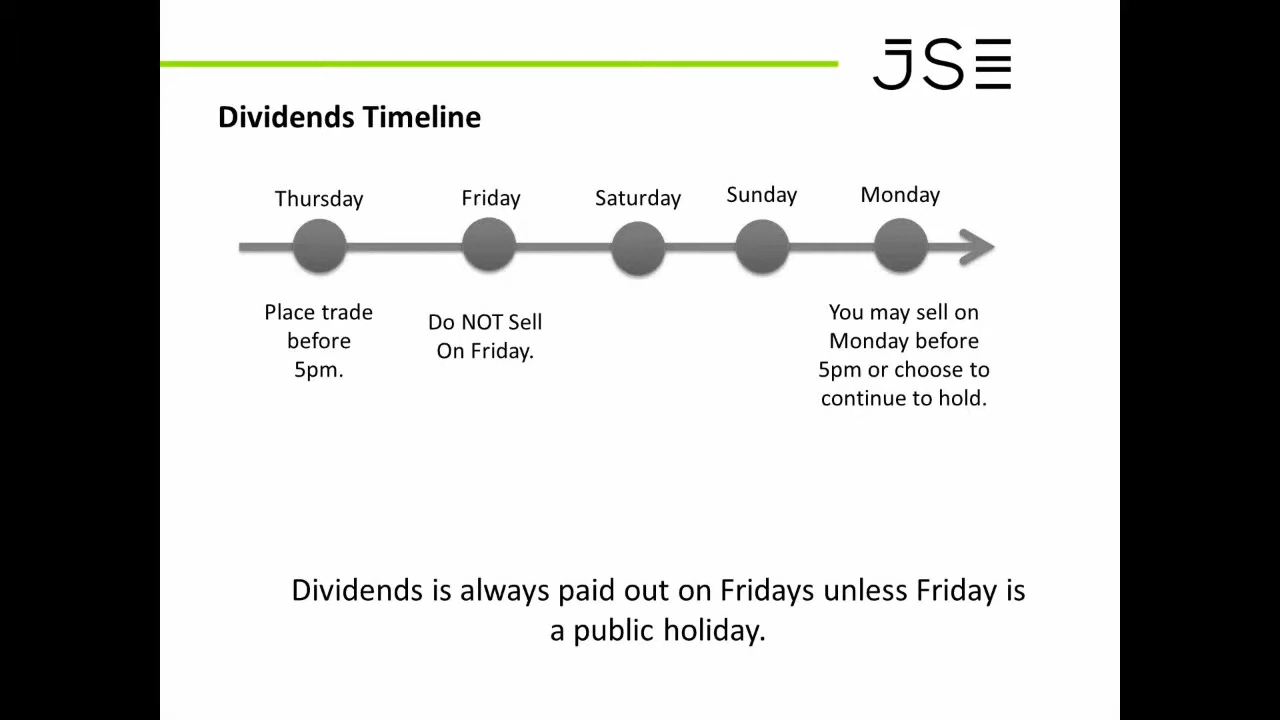 JSE
Dividends Timeline
Thursday Friday Saturday Sunday Monday
Place trade
before
5pm.
Do NOT Sell
On Friday.
You may sell on
Monday before
5pm or choose to
continue to hold.
Dividends is always paid out on Fridays unless Friday is
a public holiday.